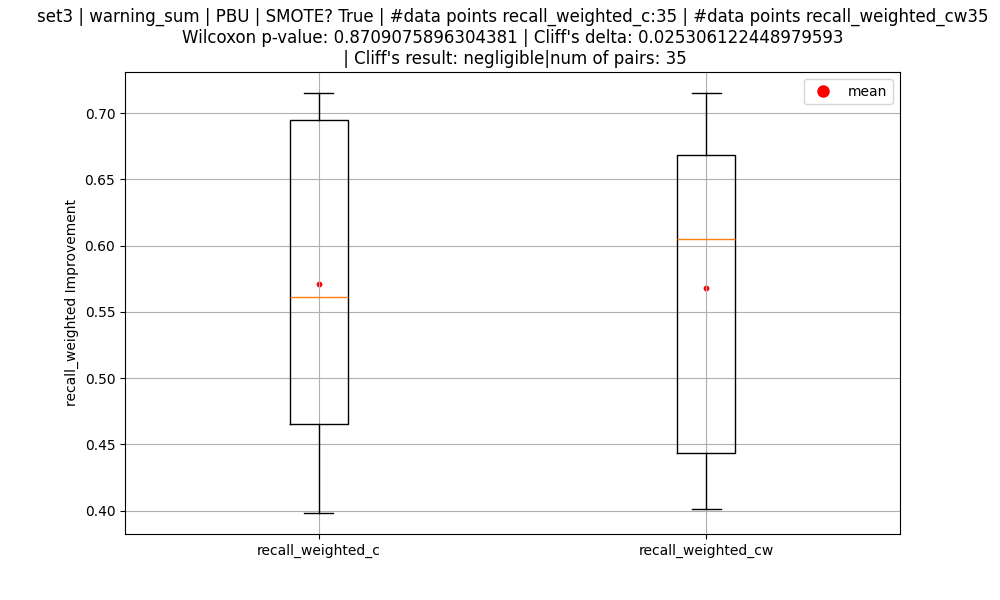 set3 | warning_sum | PBU | SMOTE? True | #data points recall_weighted_c:35 | #data points recall_weighted_cw35
Wilcoxon p-value: 0.8709075896304381 | Cliff's delta: 0.025306122448979593
| Cliff's result: negligible|num of pairs: 35
mean
0.70
0.65
0.60
0.55
0.50
0.45
0.40
recall_weighted Improvement
recall_weighted_c
recall_weighted_cw